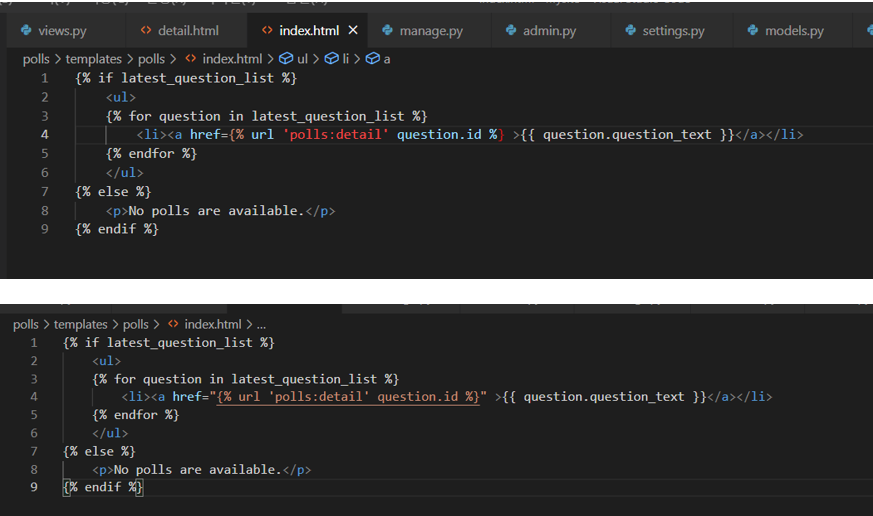 views.py detail.html index.html manage.py admin.py settings.py models.py
polls > templates > polls > index.html > ul > li > a
1 {% if latest_question_list %}
2 <ul>
3 {% for question in latest_question_list %}
4 <li><a href={% url 'polls:detail' question.id %} >{{ question.question_text }}</a></li>
5 {% endfor %}
6 </ul>
7 {% else %}
8 <p>No polls are available.</p>
9 {% endif %}
polls > templates > polls > index.html > ...
1 {% if latest_question_list %}
2 <ul>
3 {% for question in latest_question_list %}
4 <li><a href="{% url 'polls:detail' question.id %}" >{{ question.question_text }}</a></li>
5 {% endfor %}
6 </ul>
7 {% else %}
8 <p>No polls are available.</p>
9 {% endif %}